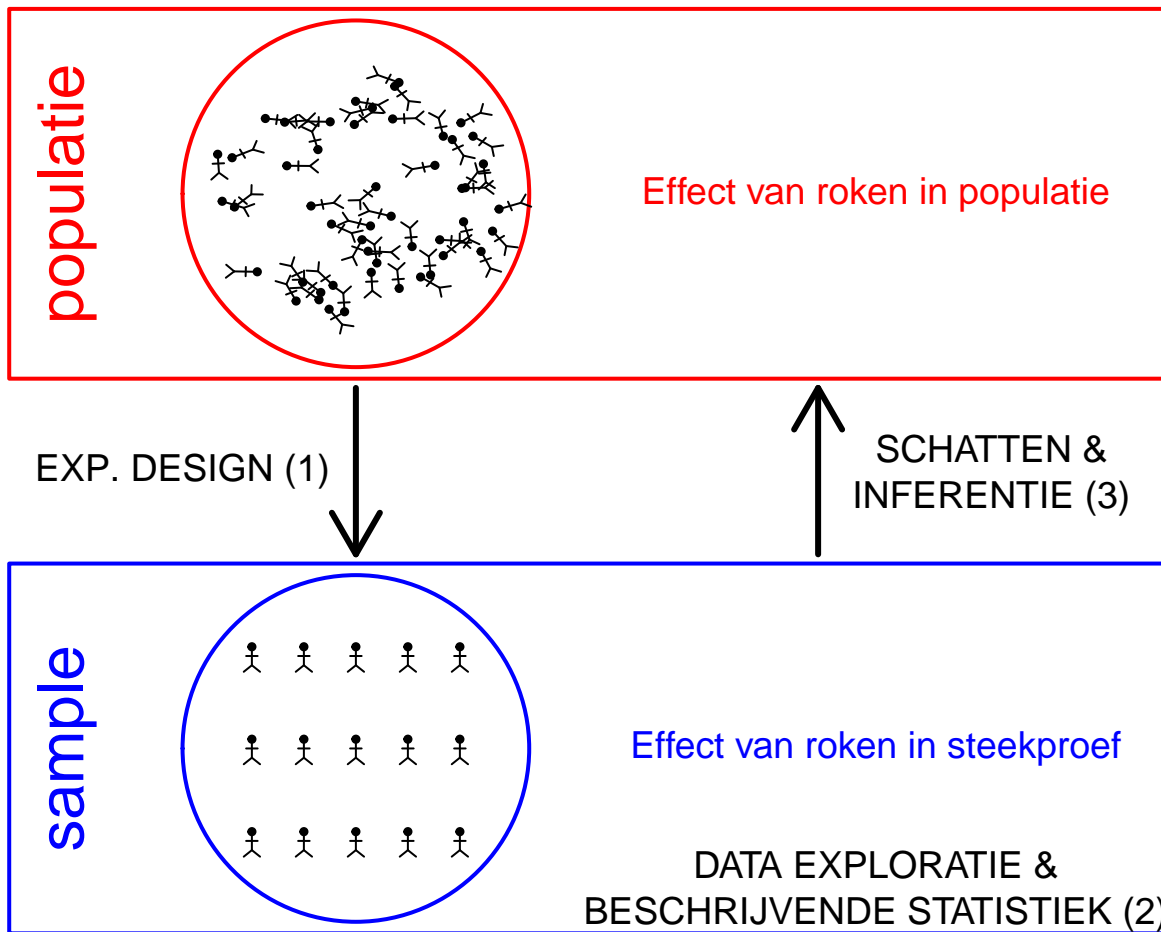 populatie
Effect van roken in populatie
EXP. DESIGN (1)
SCHATTEN &
INFERENTIE (3)
sample
Effect van roken in steekproef
DATA EXPLORATIE &
BESCHRIJVENDE STATISTIEK (2)